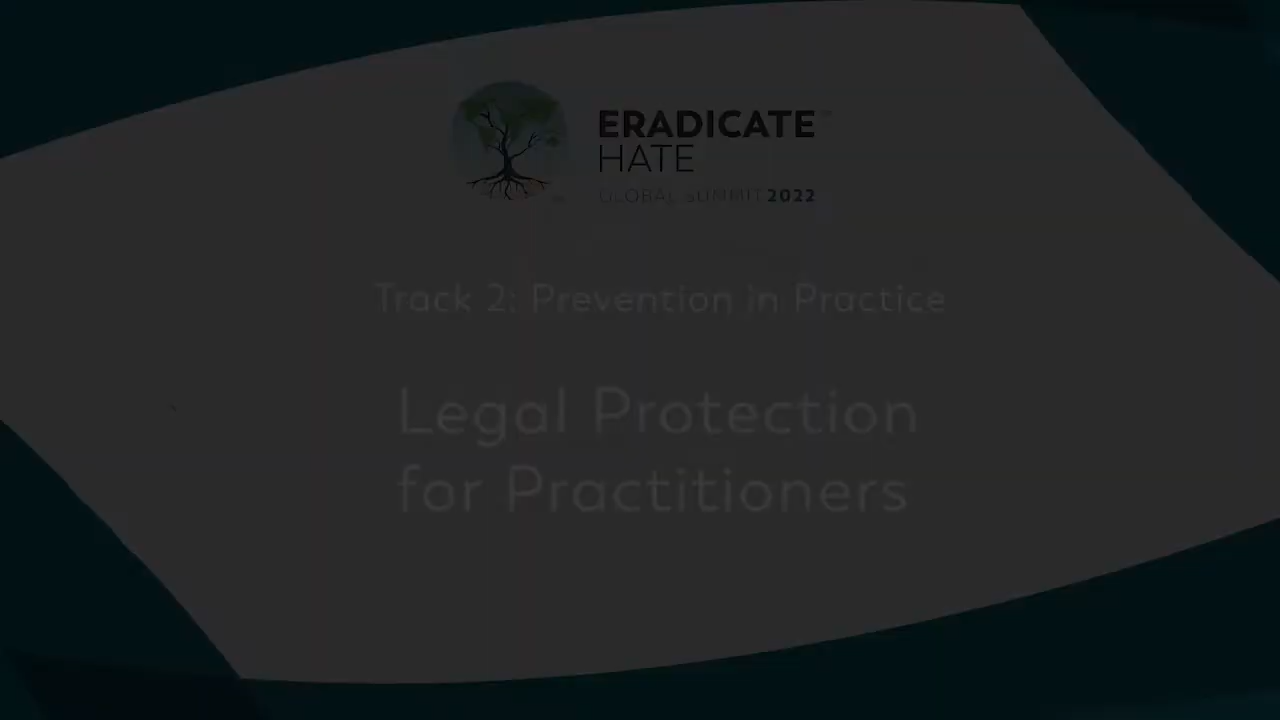 ERADICATE
HATE
GLOBAL SUMMIT 2022
Track 2: Prevention in Practice
Legal Protection
for Practitioners